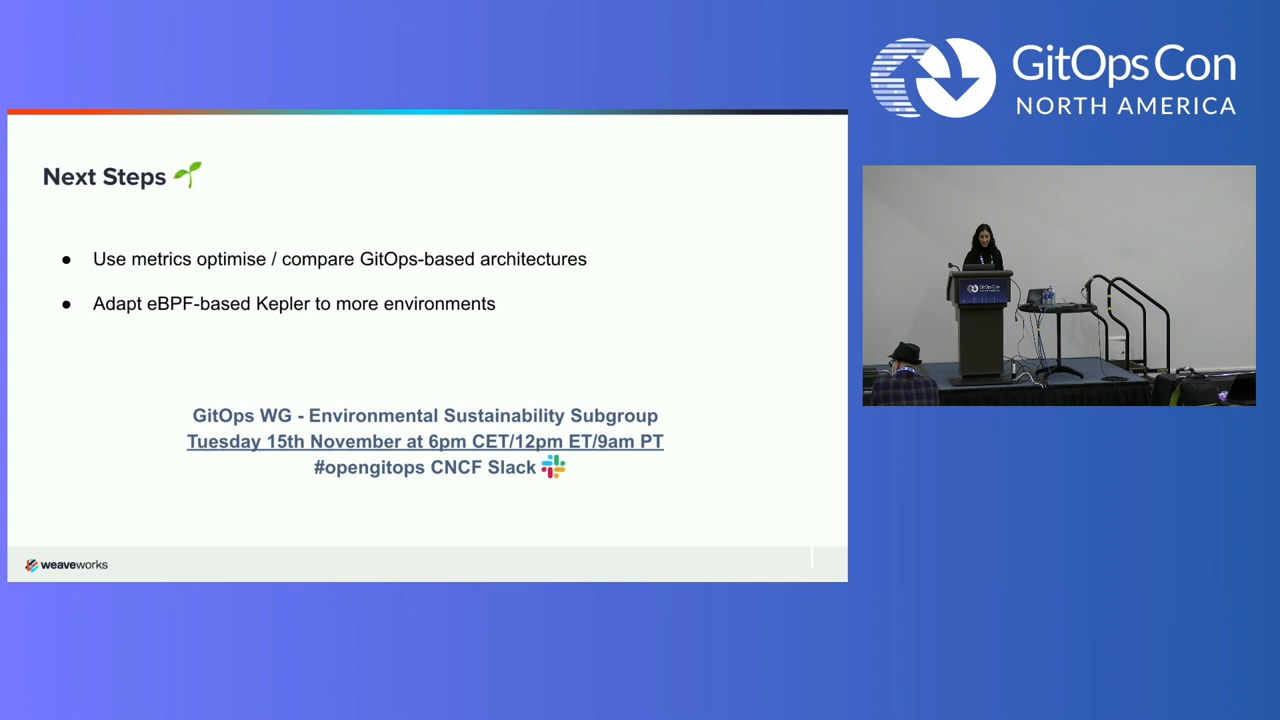 GitOpsCon
NORTH AMERICA
Next Steps 🌱
● Use metrics optimise / compare GitOps-based architectures
● Adapt eBPF-based Kepler to more environments
GitOps WG - Environmental Sustainability Subgroup
Tuesday 15th November at 6pm CET/12pm ET/9am PT
#opengitops CNCF Slack
weaveworks
GitOpsCon